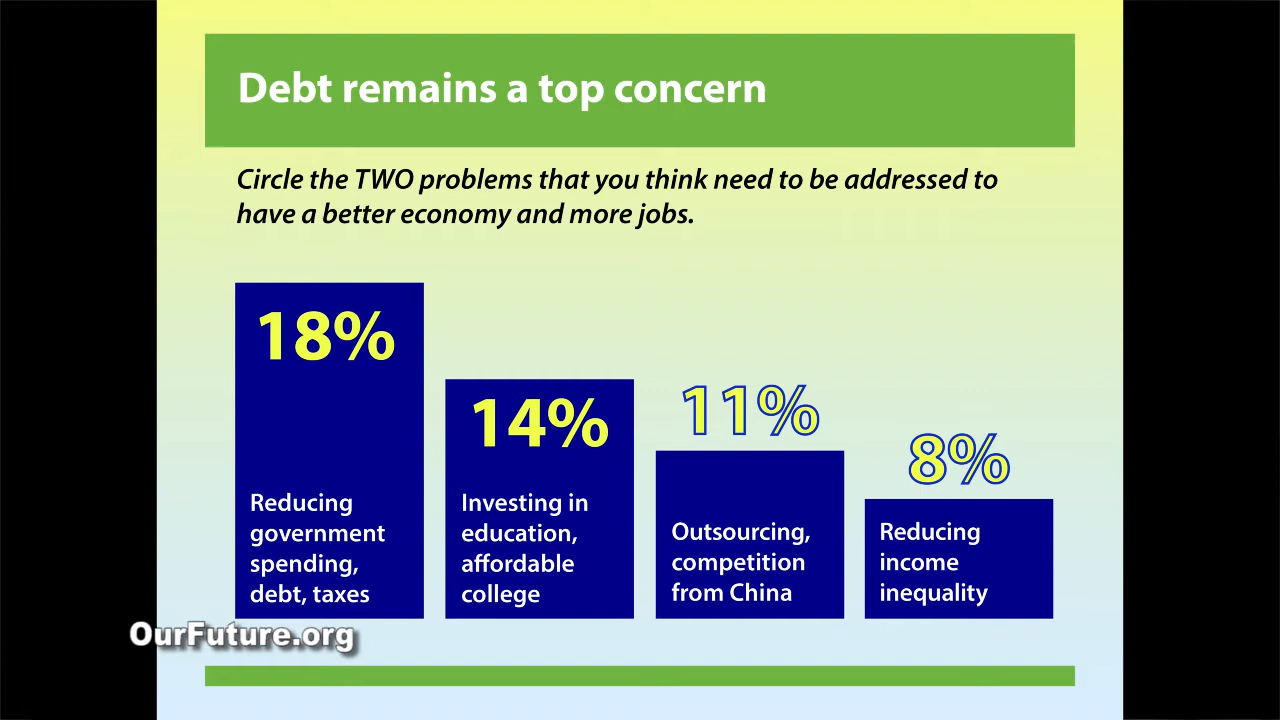 Debt remains a top concern
Circle the TWO problems that you think need to be addressed to
have a better economy and more jobs.
18%
Reducing
government
spending,
debt, taxes
14%
Investing in
education,
affordable
college
11%
Outsourcing,
competition
from China
8%
Reducing
income
inequality
OurFuture.org